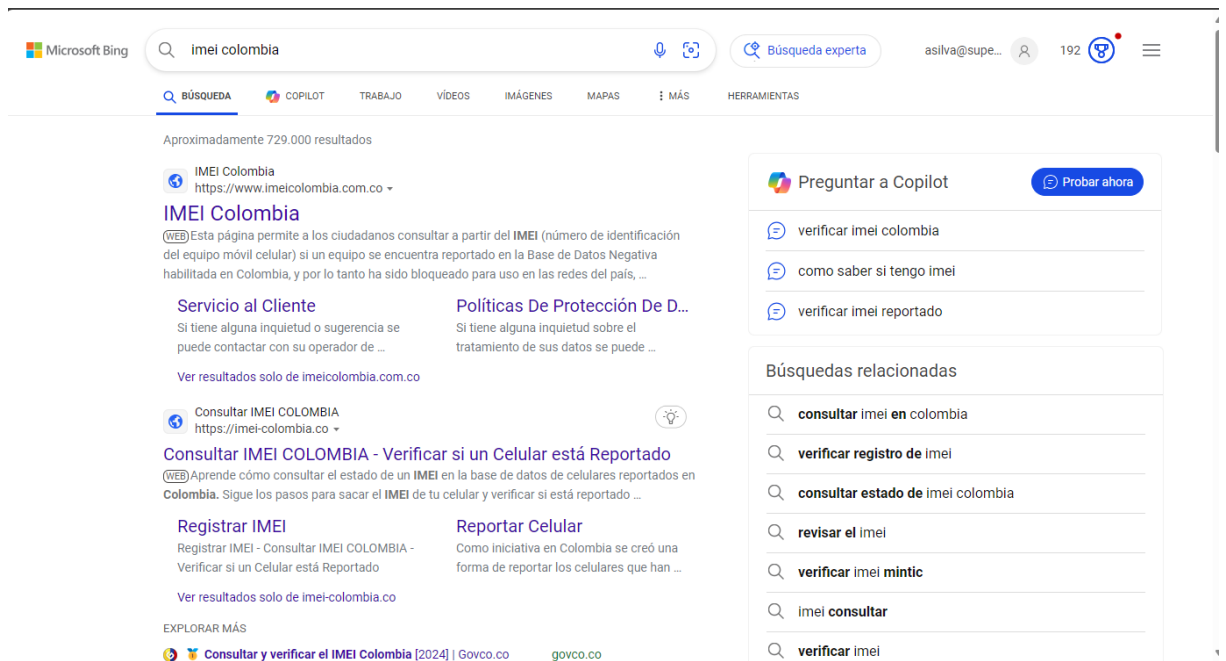 Microsoft Bing
imei colombia
Búsqueda experta
asilva@supe...
192
BÚSQUEDA
COPILOT
TRABAJO
VÍDEOS
IMÁGENES
MAPAS
MÁS
HERRAMIENTAS
Aproximadamente 729.000 resultados
IMEI Colombia
https://www.imeicolombia.com.co
IMEI Colombia
WEB Esta página permite a los ciudadanos consultar a partir del IMEI (número de identificación
del equipo móvil celular) si un equipo se encuentra reportado en la Base de Datos Negativa
habilitada en Colombia, y por lo tanto ha sido bloqueado para uso en las redes del país, ...
Servicio al Cliente
Si tiene alguna inquietud o sugerencia se
puede contactar con su operador de ...
Políticas De Protección De D...
Si tiene alguna inquietud sobre el
tratamiento de sus datos se puede ...
Ver resultados solo de imeicolombia.com.co
Consultar IMEI COLOMBIA
https://imei-colombia.co
Consultar IMEI COLOMBIA - Verificar si un Celular está Reportado
WEB Aprende cómo consultar el estado de un IMEI en la base de datos de celulares reportados en
Colombia. Sigue los pasos para sacar el IMEI de tu celular y verificar si está reportado ...
Registrar IMEI
Registrar IMEI - Consultar IMEI COLOMBIA -
Verificar si un Celular está Reportado
Reportar Celular
Como iniciativa en Colombia se creó una
forma de reportar los celulares que han ...
Ver resultados solo de imei-colombia.co
EXPLORAR MÁS
Consultar y verificar el IMEI Colombia [2024] | Govco.co
govco.co
Preguntar a Copilot
Probar ahora
verificar imei colombia
como saber si tengo imei
verificar imei reportado
Búsquedas relacionadas
consultar imei en colombia
verificar registro de imei
consultar estado de imei colombia
revisar el imei
verificar imei mintic
imei consultar
verificar imei